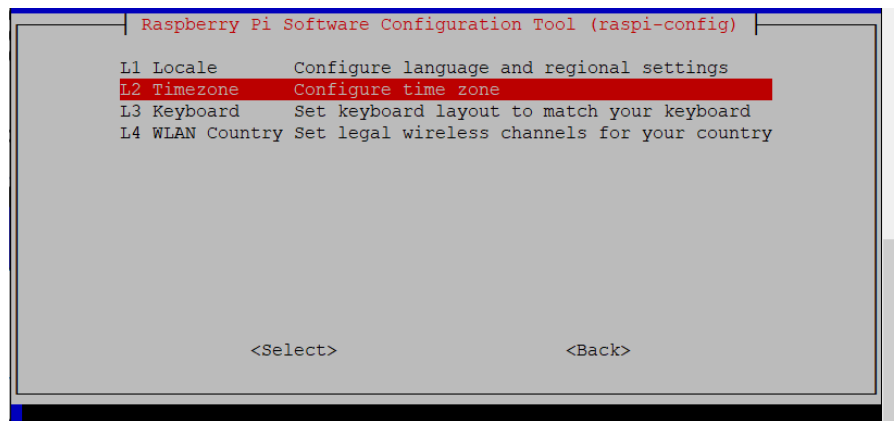 Raspberry Pi Software Configuration Tool (raspi-config)
L1 Locale Configure language and regional settings
L2 Timezone Configure time zone
L3 Keyboard Set keyboard layout to match your keyboard
L4 WLAN Country Set legal wireless channels for your country
<Select> <Back>